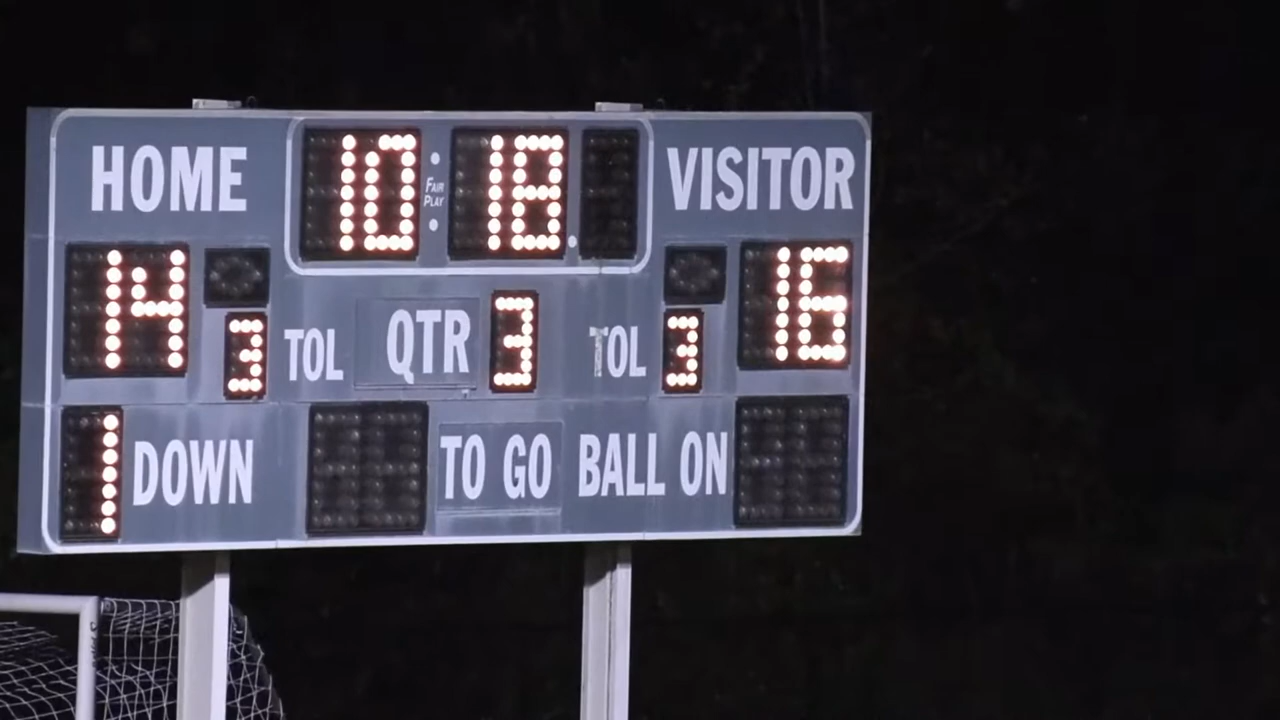 HOME 10:18 VISITOR
FAIR
PLAY
14 16
3 TOL QTR 3 TOL 3
1 DOWN TO GO BALL ON